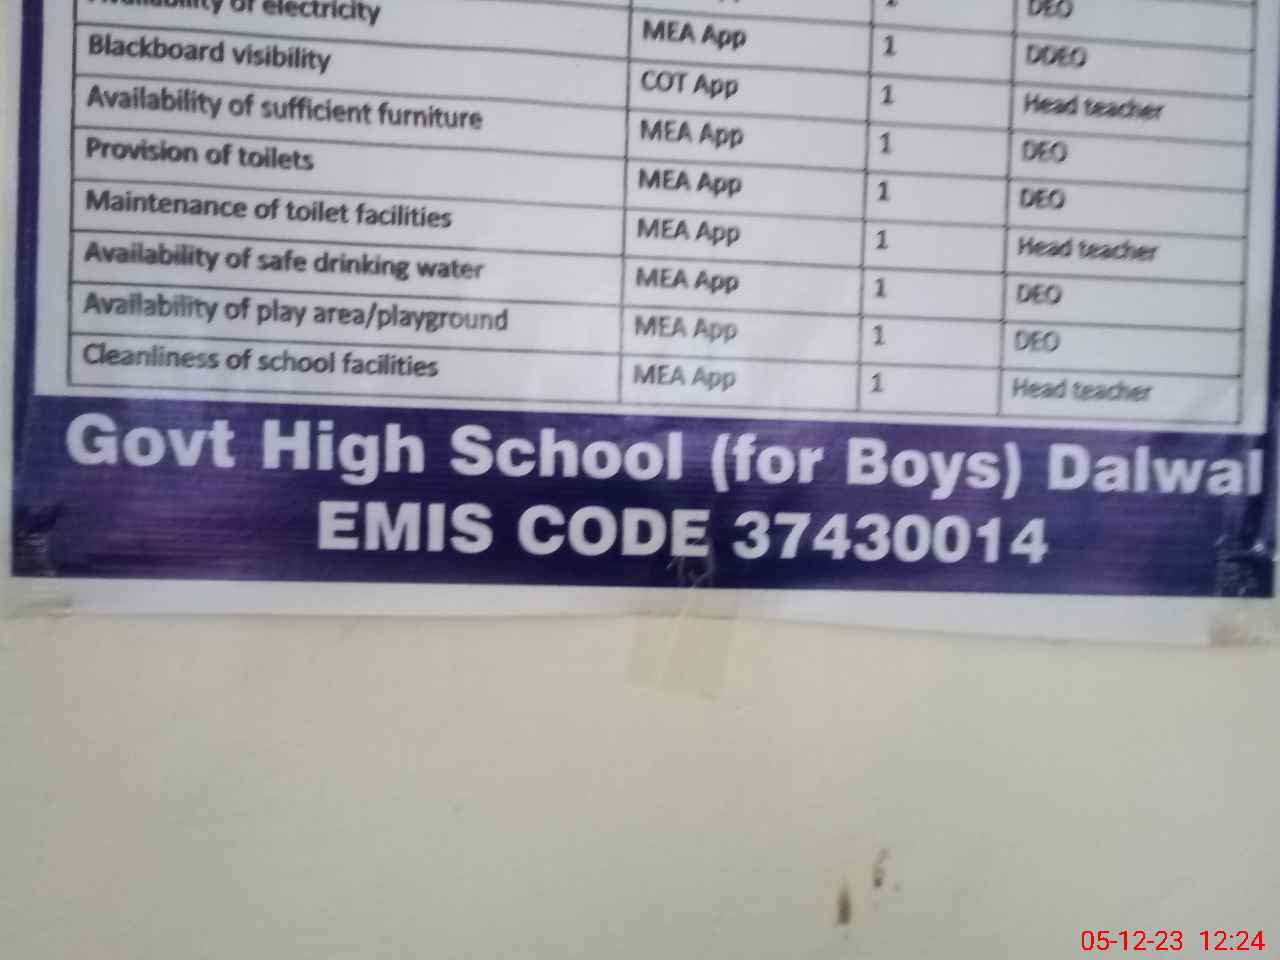 DEO
Availability of electricity MEA App 1 DDEO
Blackboard visibility COT App 1 Head teacher
Availability of sufficient furniture MEA App 1 DEO
Provision of toilets MEA App 1 DEO
Maintenance of toilet facilities MEA App 1 Head teacher
Availability of safe drinking water MEA App 1 DEO
Availability of play area/playground MEA App 1 DEO
Cleanliness of school facilities MEA App 1 Head teacher
Govt High School (for Boys) Dalwal
EMIS CODE 37430014
05-12-23 12:24